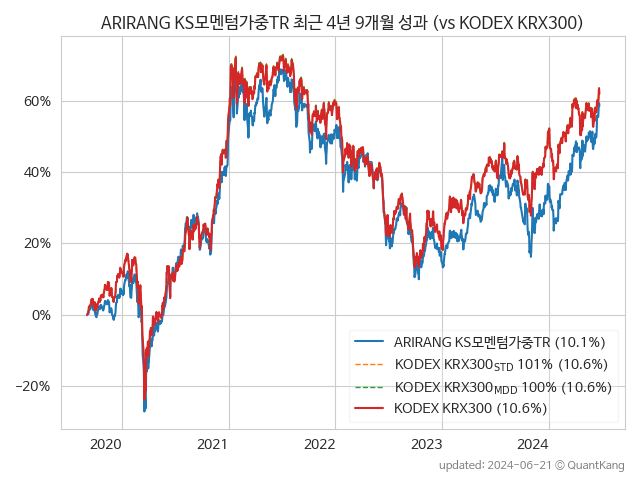 ARIRANG KS모멘텀가중TR 최근 4년 9개월 성과 (vs KODEX KRX300)
60%
40%
20%
0%
−20%
ARIRANG KS모멘텀가중TR (10.1%)
KODEX KRX300STD 101% (10.6%)
KODEX KRX300MDD 100% (10.6%)
KODEX KRX300 (10.6%)
2020 2021 2022 2023 2024
updated: 2024-06-21 © QuantKang